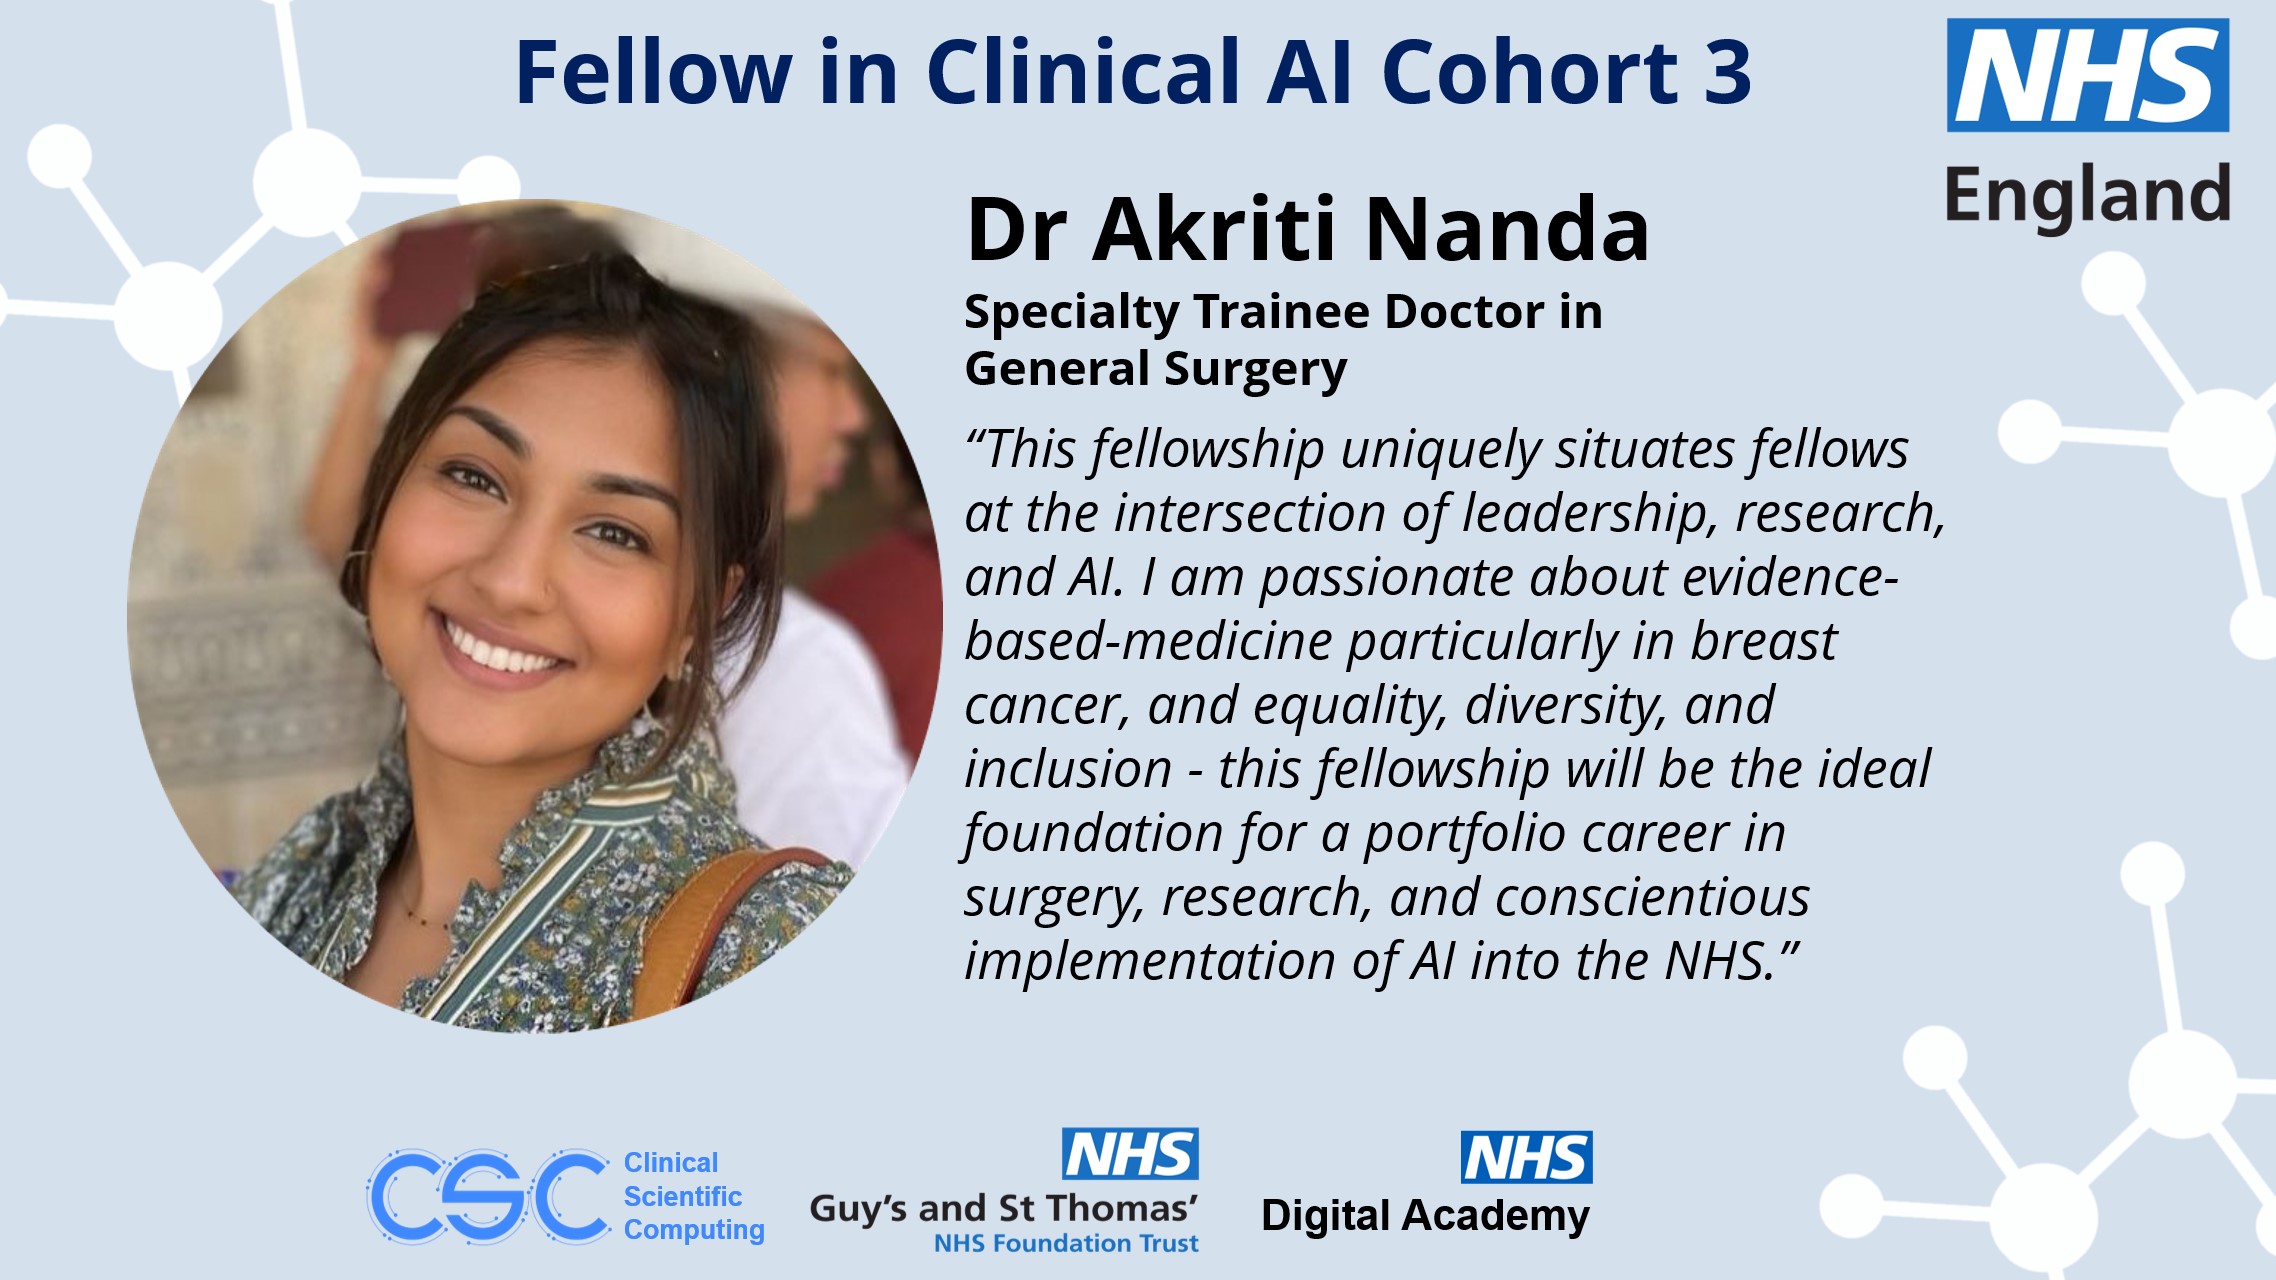 Fellow in Clinical AI Cohort 3
NHS
England
Dr Akriti Nanda
Specialty Trainee Doctor in
General Surgery
“This fellowship uniquely situates fellows
at the intersection of leadership, research,
and AI. I am passionate about evidence-
based-medicine particularly in breast
cancer, and equality, diversity, and
inclusion - this fellowship will be the ideal
foundation for a portfolio career in
surgery, research, and conscientious
implementation of AI into the NHS.”
CSC
Clinical
Scientific
Computing
NHS
Guy’s and St Thomas’
NHS Foundation Trust
NHS
Digital Academy